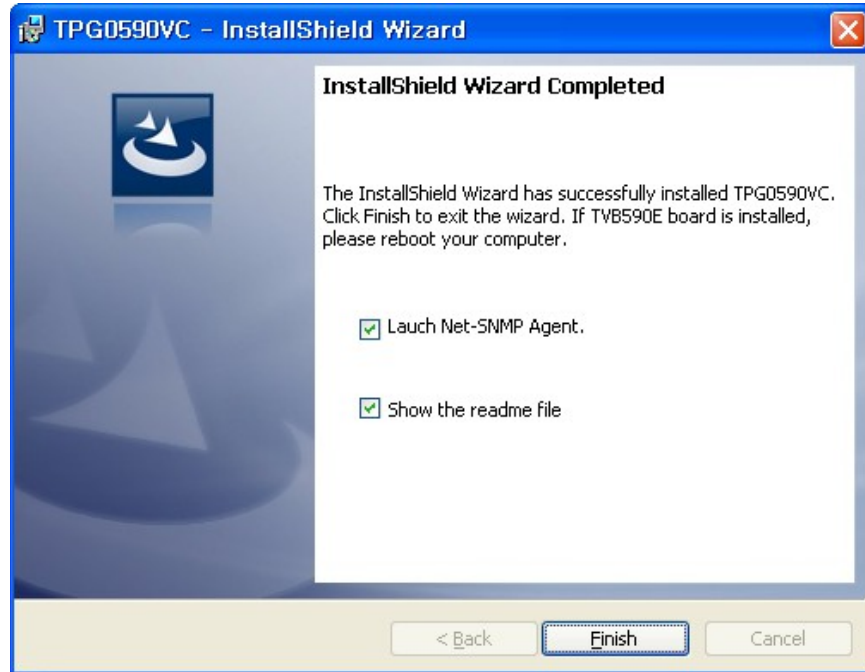 TPG0590VC - InstallShield Wizard
InstallShield Wizard Completed
The InstallShield Wizard has successfully installed TPG0590VC.
Click Finish to exit the wizard. If TVB590E board is installed,
please reboot your computer.
Lauch Net-SNMP Agent.
Show the readme file
< Back
Finish
Cancel